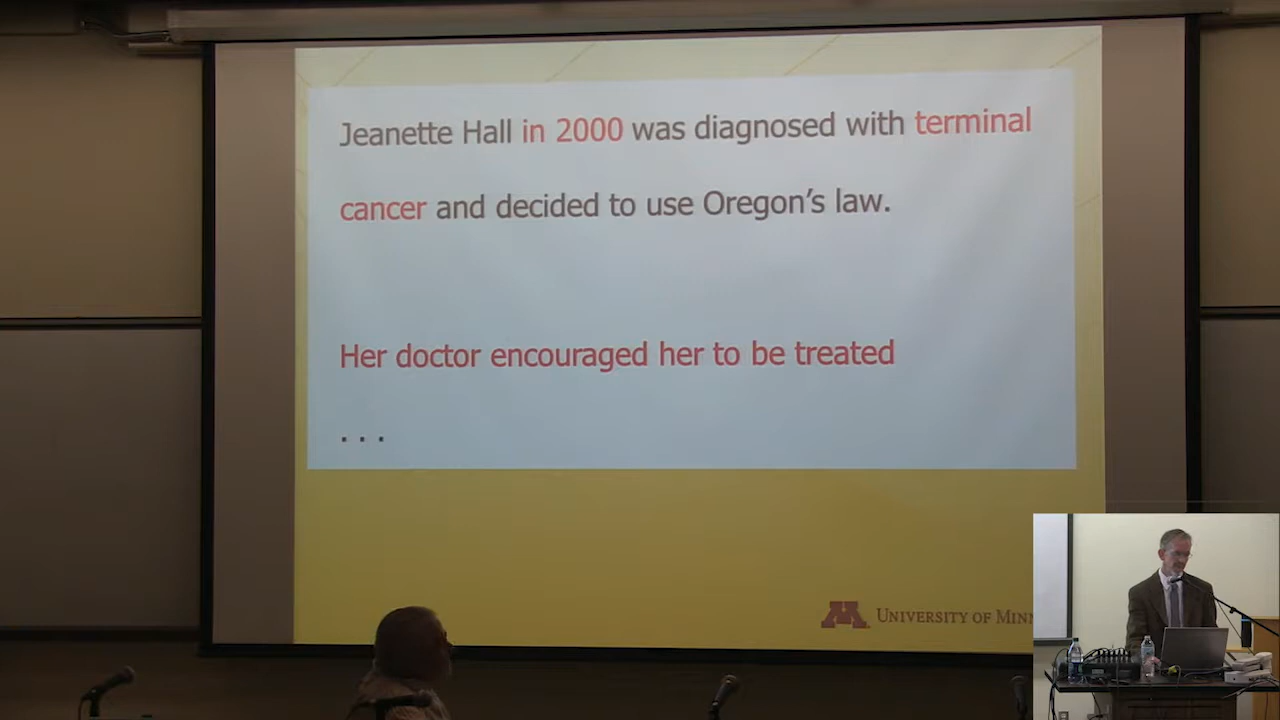 Jeanette Hall in 2000 was diagnosed with terminal
cancer and decided to use Oregon's law.
Her doctor encouraged her to be treated
. . .
UNIVERSITY OF MINN